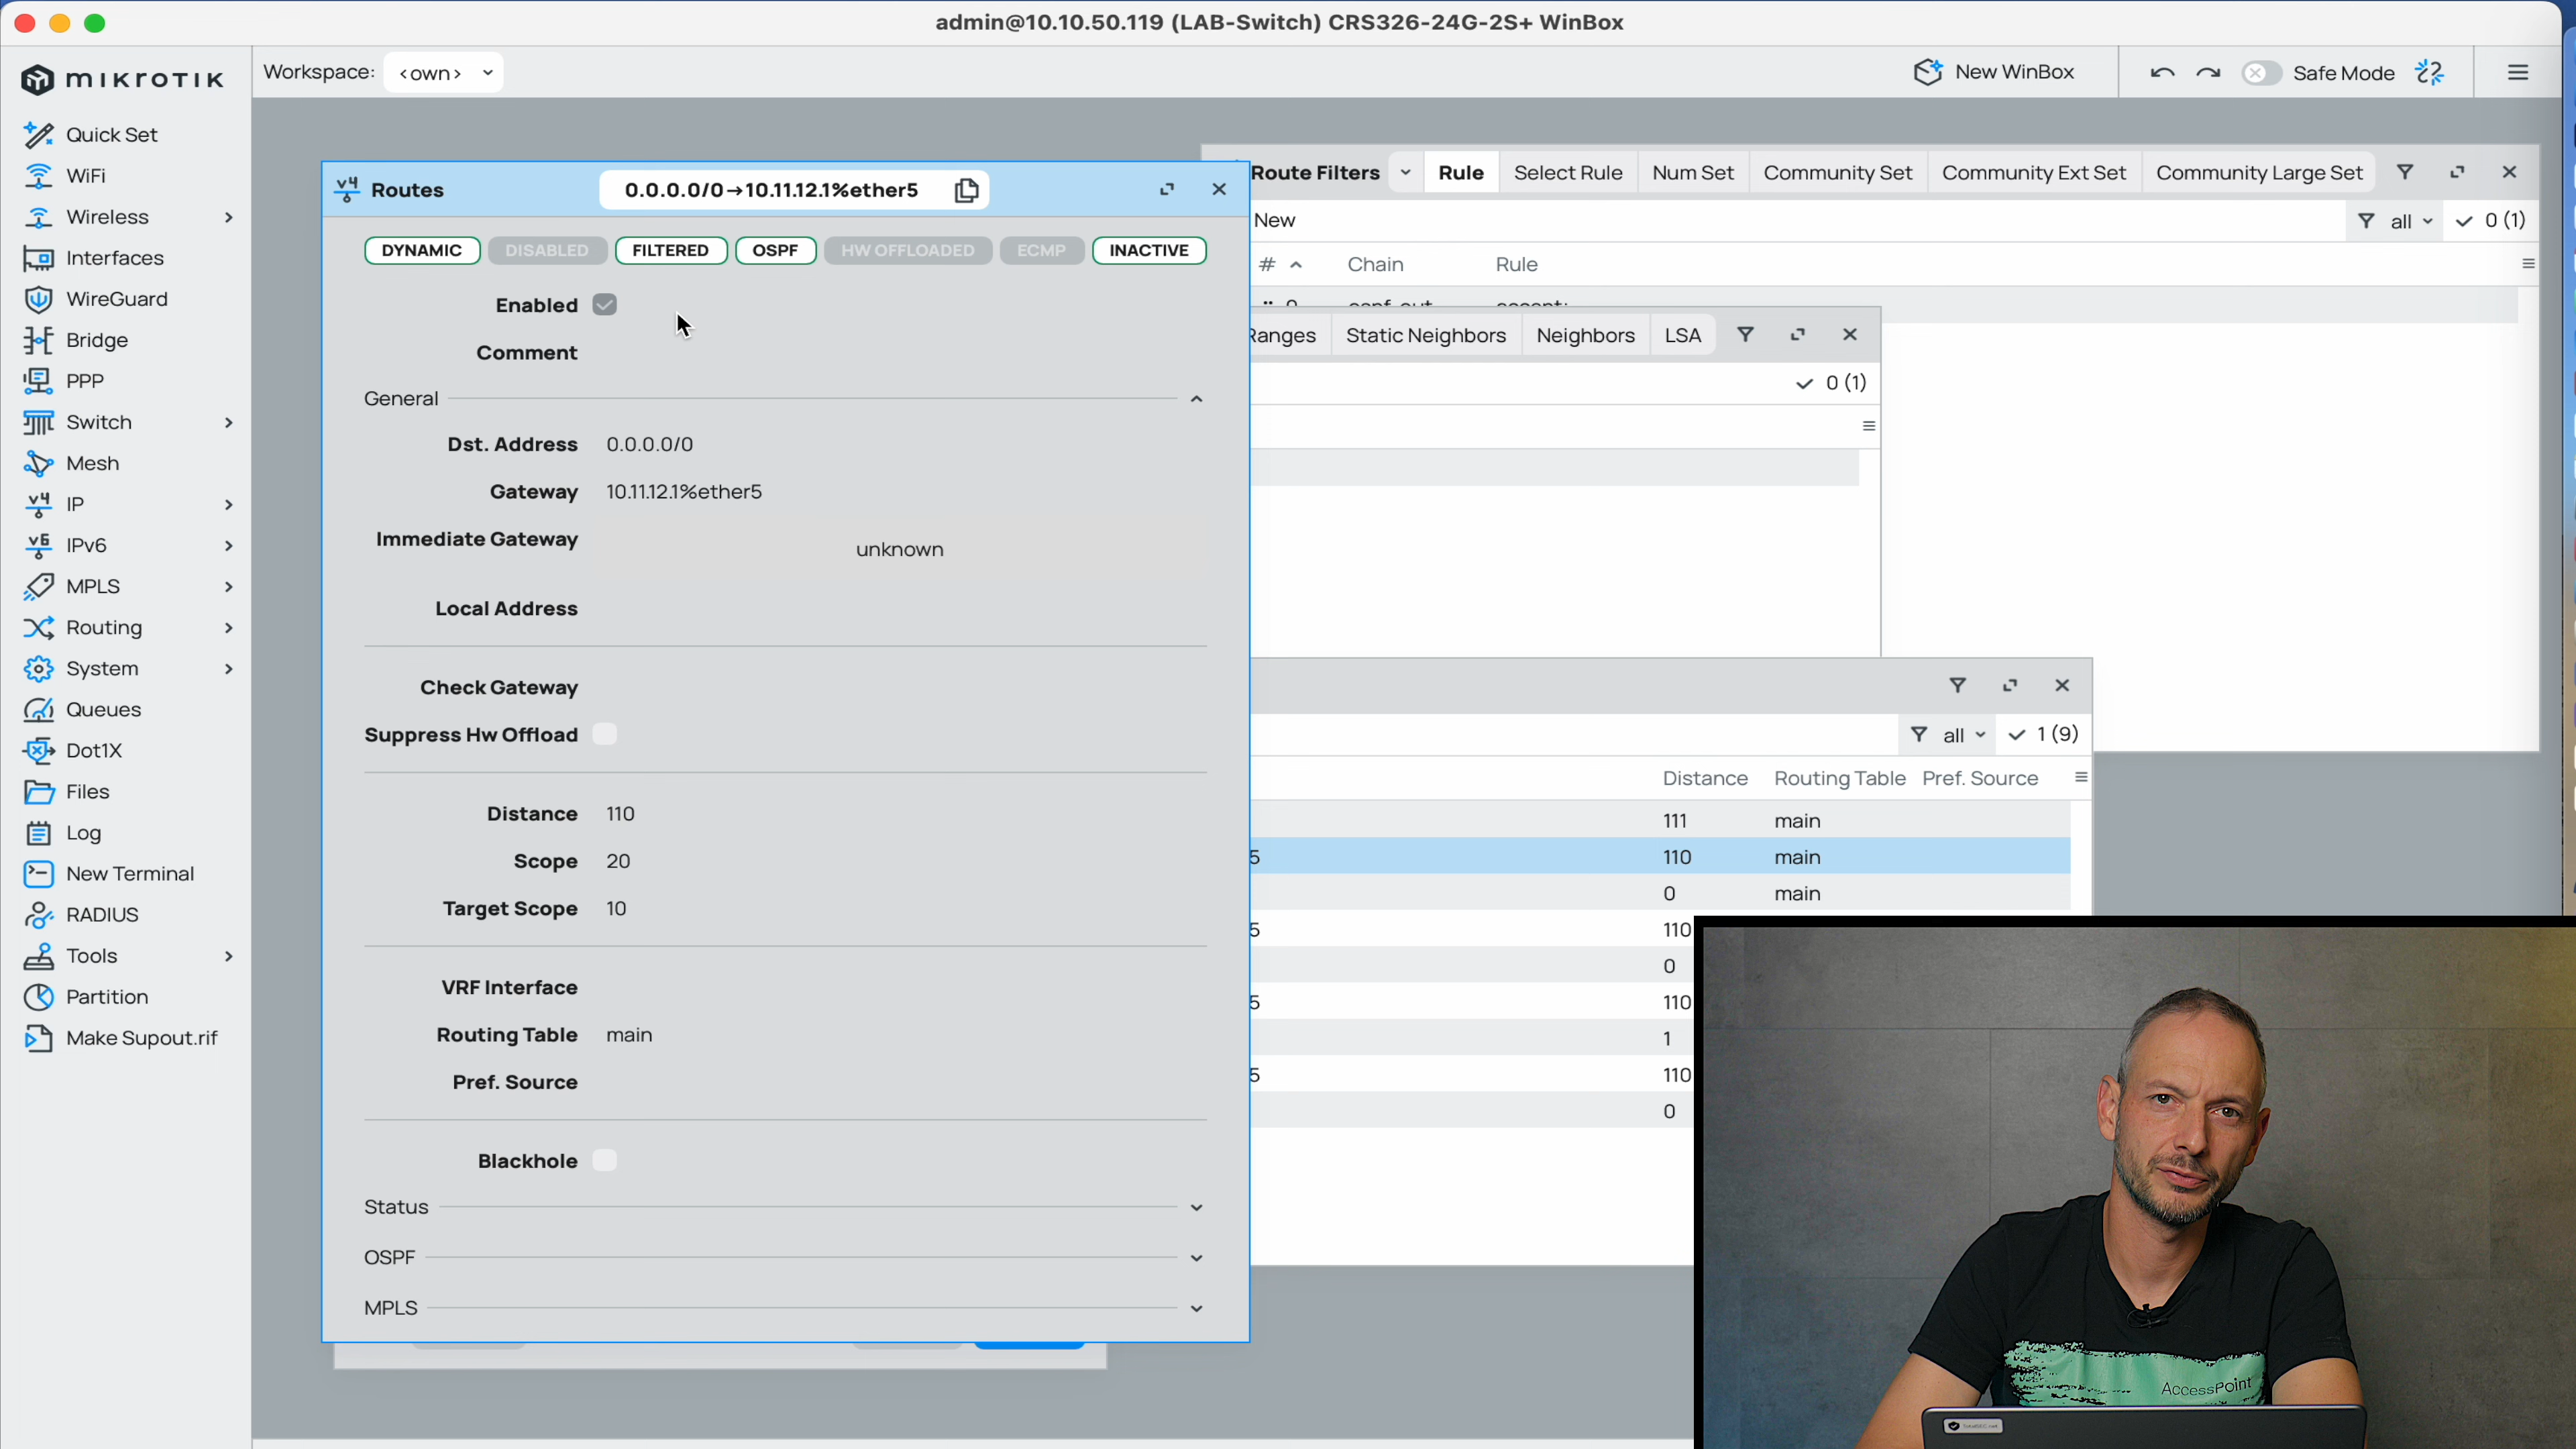 admin@10.10.50.119 (LAB-Switch) CRS326-24G-2S+ WinBox
mikrotik
Workspace: <own>
New WinBox
Safe Mode
Quick Set
WiFi
Wireless
Interfaces
WireGuard
Bridge
PPP
Switch
Mesh
IP
IPv6
MPLS
Routing
System
Queues
Dot1X
Files
Log
New Terminal
RADIUS
Tools
Partition
Make Supout.rif
Routes 0.0.0.0/0→10.11.12.1%ether5
DYNAMIC DISABLED FILTERED OSPF HW OFFLOADED ECMP INACTIVE
Enabled
Comment
General
Dst. Address 0.0.0.0/0
Gateway 10.11.12.1%ether5
Immediate Gateway unknown
Local Address
Check Gateway
Suppress Hw Offload
Distance 110
Scope 20
Target Scope 10
VRF Interface
Routing Table main
Pref. Source
Blackhole
Status
OSPF
MPLS
Route Filters Rule Select Rule Num Set Community Set Community Ext Set Community Large Set
New all 0 (1)
# Chain Rule
Ranges Static Neighbors Neighbors LSA
0 (1)
all 1 (9)
Distance Routing Table Pref. Source
111 main
5 110 main
0 main
5 110
0
5 110
1
5 110
0
AccessPoint